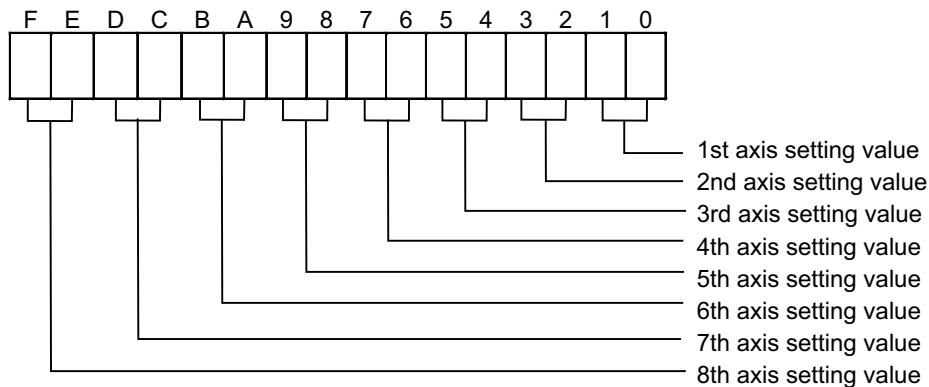 F E D C B A 9 8 7 6 5 4 3 2 1 0
1st axis setting value
2nd axis setting value
3rd axis setting value
4th axis setting value
5th axis setting value
6th axis setting value
7th axis setting value
8th axis setting value